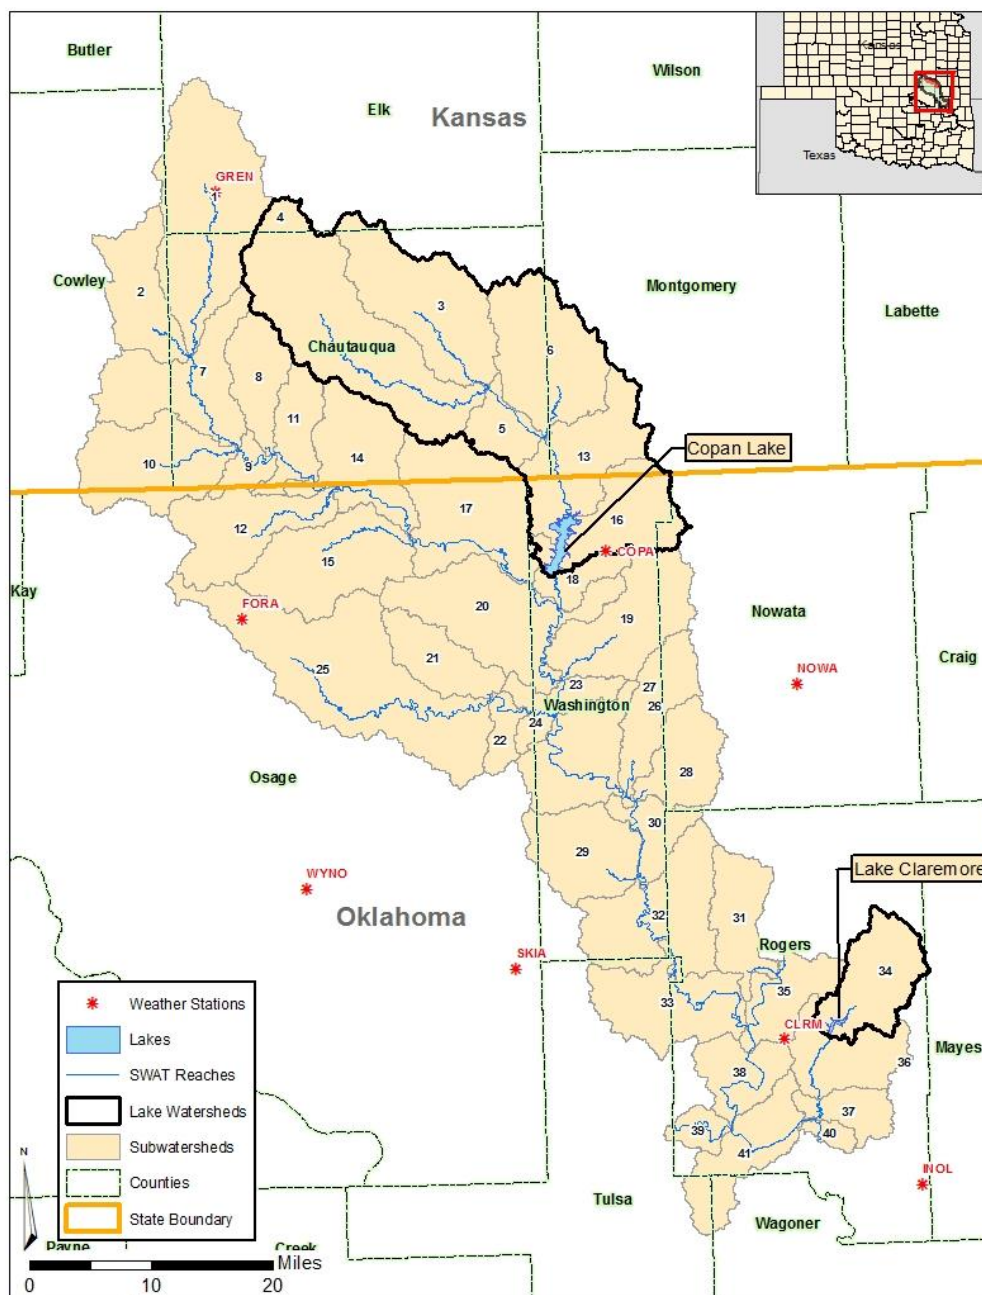 Butler
Wilson
Kansas
Texas
Elk
Kansas
GREN
1
4
Cowley
2
3
Montgomery
Labette
6
Chautauqua
7
8
11
5
Copan Lake
10
9
14
13
17
16
12
COPA
15
18
Kay
FORA
20
19
Nowata
21
NOWA
Craig
25
23
27
Washington
26
24
22
Osage
28
30
29
Lake Claremore
WYNO
Oklahoma
32
31
Rogers
SKIA
34
35
33
CLRM
Mayes
36
38
37
39
40
41
INOL
Tulsa
Wagoner
Weather Stations
Lakes
SWAT Reaches
Lake Watersheds
Subwatersheds
Counties
State Boundary
N
Payne
Creek
Miles
0 10 20